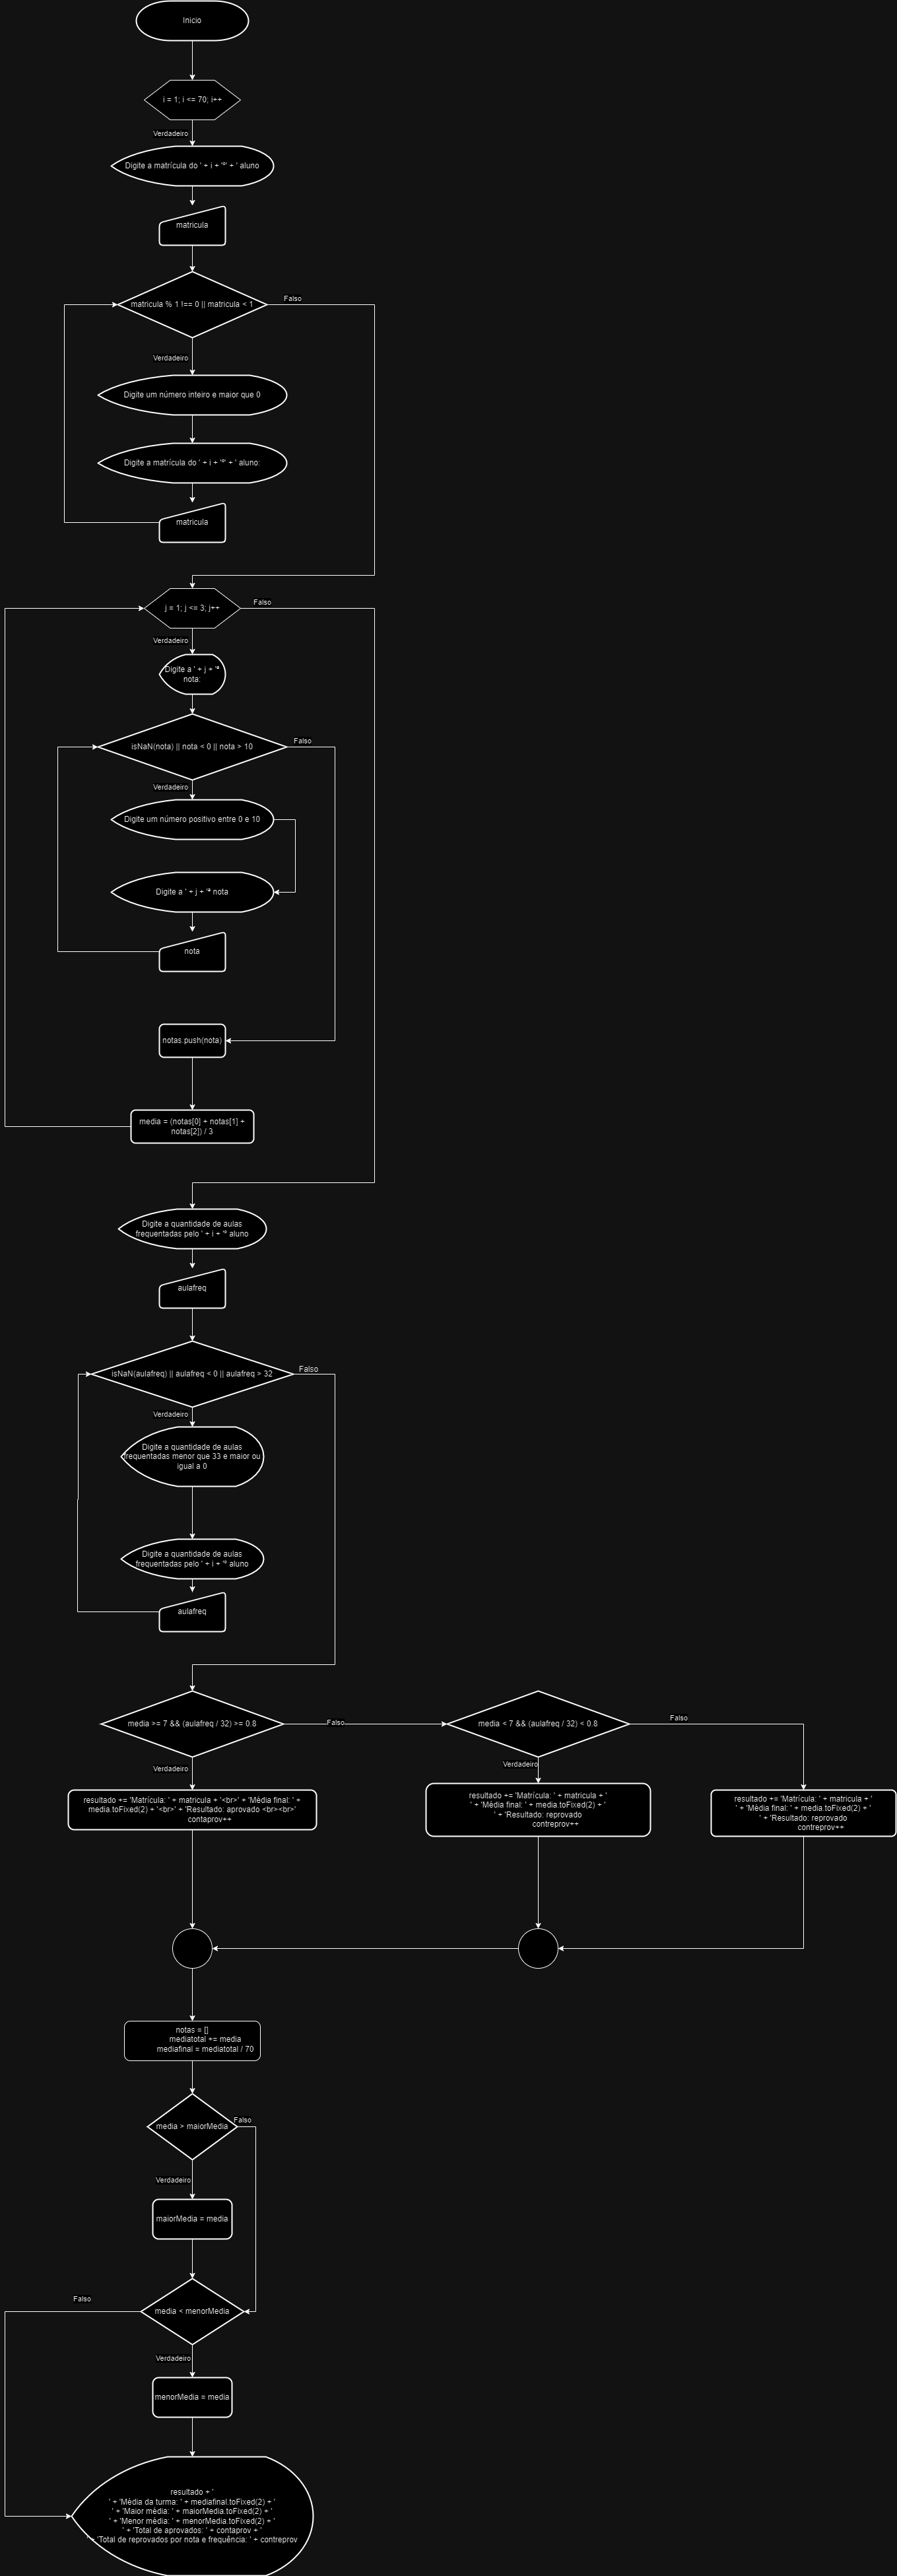 Inicio
i = 1; i <= 70; i++
Verdadeiro
Digite a matrícula do ' + i + '°' + ' aluno
matricula
matricula % 1 !== 0 || matricula < 1
Falso
Verdadeiro
Digite um número inteiro e maior que 0
Digite a matrícula do ' + i + '°' + ' aluno:
matricula
j = 1; j <= 3; j++
Falso
Verdadeiro
Digite a ' + j + 'ª
nota:
isNaN(nota) || nota < 0 || nota > 10
Falso
Verdadeiro
Digite um número positivo entre 0 e 10
Digite a ' + j + 'ª nota
nota
notas.push(nota)
media = (notas[0] + notas[1] +
notas[2]) / 3
Digite a quantidade de aulas
frequentadas pelo ' + i + '° aluno
aulafreq
isNaN(aulafreq) || aulafreq < 0 || aulafreq > 32
Falso
Verdadeiro
Digite a quantidade de aulas
frequentadas menor que 33 e maior ou
igual a 0
Digite a quantidade de aulas
frequentadas pelo ' + i + '° aluno
aulafreq
media >= 7 && (aulafreq / 32) >= 0.8
Falso
media < 7 && (aulafreq / 32) < 0.8
Falso
Verdadeiro
Verdadeiro
resultado += 'Matrícula: ' + matricula + '<br>' + 'Média final: ' +
media.toFixed(2) + '<br>' + 'Resultado: aprovado <br><br>'
contaprov++
resultado += 'Matrícula: ' + matricula + '
' + 'Média final: ' + media.toFixed(2) + '
' + 'Resultado: reprovado
contreprov++
resultado += 'Matrícula: ' + matricula + '
' + 'Média final: ' + media.toFixed(2) + '
' + 'Resultado: reprovado
contreprov++
notas = []
mediatotal += media
mediafinal = mediatotal / 70
media > maiorMedia
Falso
Verdadeiro
maiorMedia = media
media < menorMedia
Falso
Verdadeiro
menorMedia = media
resultado + '
' + 'Média da turma: ' + mediafinal.toFixed(2) + '
' + 'Maior média: ' + maiorMedia.toFixed(2) + '
' + 'Menor média: ' + menorMedia.toFixed(2) + '
' + 'Total de aprovados: ' + contaprov + '
' + 'Total de reprovados por nota e frequência: ' + contreprov